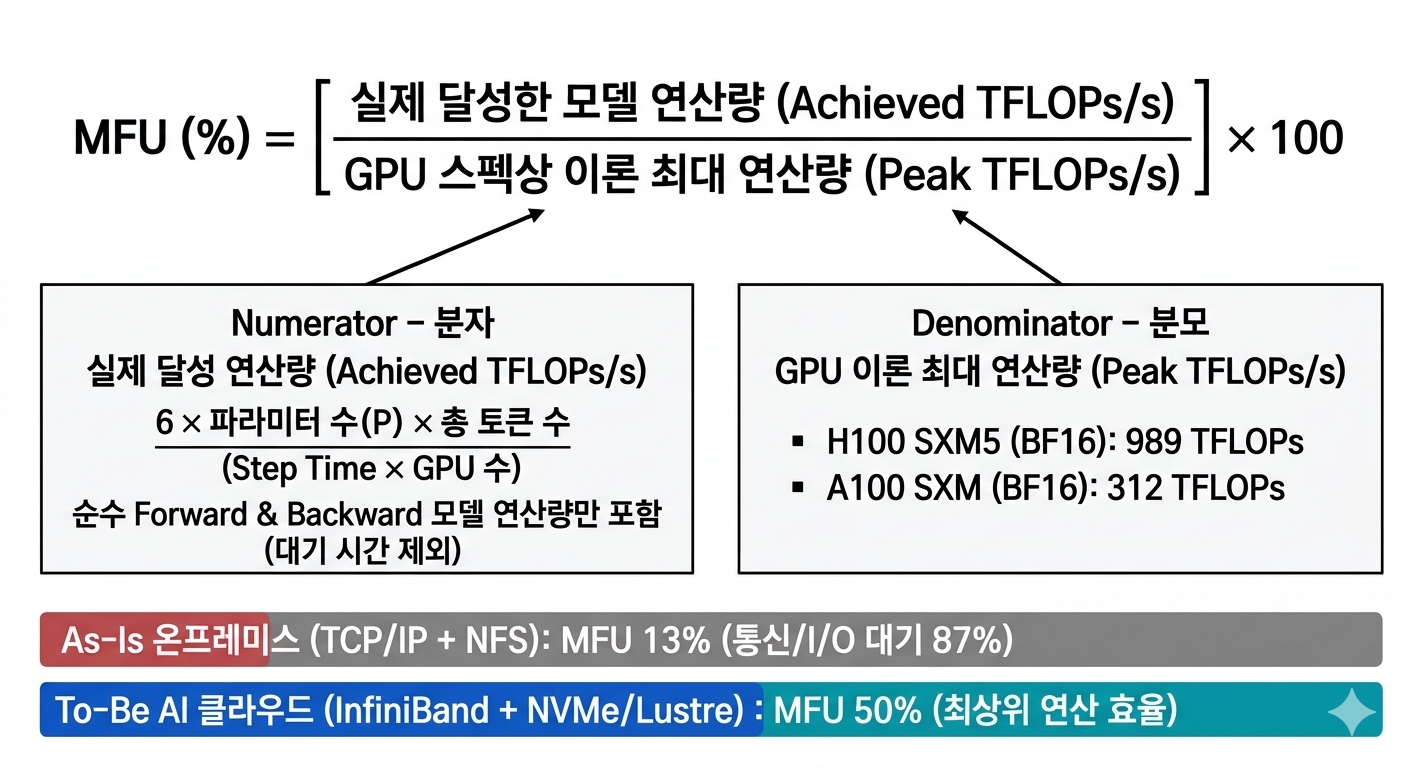 MFU (%) = [ 실제 달성한 모델 연산량 (Achieved TFLOPs/s)
GPU 스펙상 이론 최대 연산량 (Peak TFLOPs/s) ] × 100
Numerator – 분자
실제 달성 연산량 (Achieved TFLOPs/s)
6 × 파라미터 수(P) × 총 토큰 수
(Step Time × GPU 수)
순수 Forward & Backward 모델 연산량만 포함
(대기 시간 제외)
Denominator – 분모
GPU 이론 최대 연산량 (Peak TFLOPs/s)
▪ H100 SXM5 (BF16): 989 TFLOPs
▪ A100 SXM (BF16): 312 TFLOPs
As-Is 온프레미스 (TCP/IP + NFS): MFU 13% (통신/I/O 대기 87%)
To-Be AI 클라우드 (InfiniBand + NVMe/Lustre) : MFU 50% (최상위 연산 효율)